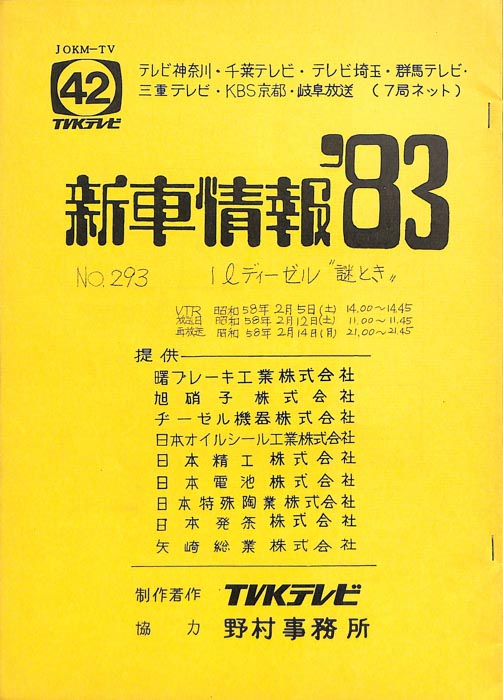 JOKM-TV
42
TVKテレビ
テレビ神奈川・千葉テレビ・テレビ埼玉・群馬テレビ・
三重テレビ・KBS京都・岐阜放送 (7局ネット)
新車情報'83
No.293 1ℓディーゼル“謎とき„
VTR 昭和58年2月5日(土) 14.00〜14.45
放送日 昭和58年2月12日(土) 11.00〜11.45
再放送 昭和58年2月14日(月) 21.00〜21.45
提供
曙ブレーキ工業株式会社
旭硝子株式会社
ヂーゼル機器株式会社
日本オイルシール工業株式会社
日本精工株式会社
日本電池株式会社
日本特殊陶業株式会社
日本発条株式会社
矢崎総業株式会社
制作著作 TVKテレビ
協力 野村事務所